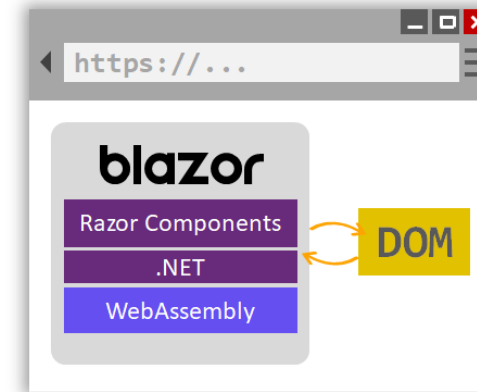 https://...
blazor
Razor Components
.NET
WebAssembly
DOM